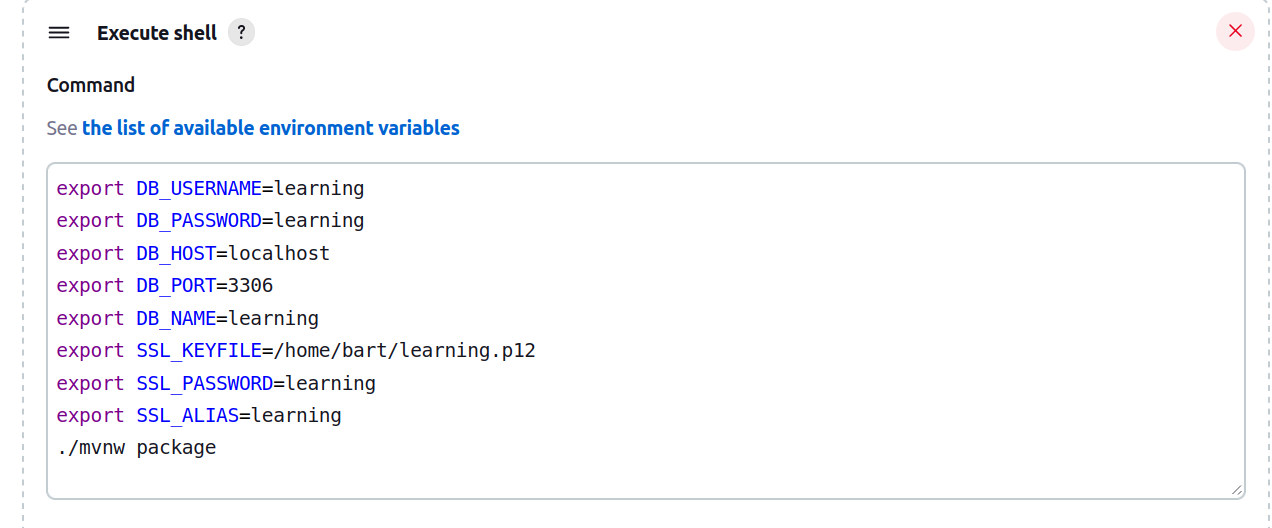 Execute shell ?
Command
See the list of available environment variables
export DB_USERNAME=learning
export DB_PASSWORD=learning
export DB_HOST=localhost
export DB_PORT=3306
export DB_NAME=learning
export SSL_KEYFILE=/home/bart/learning.p12
export SSL_PASSWORD=learning
export SSL_ALIAS=learning
./mvnw package